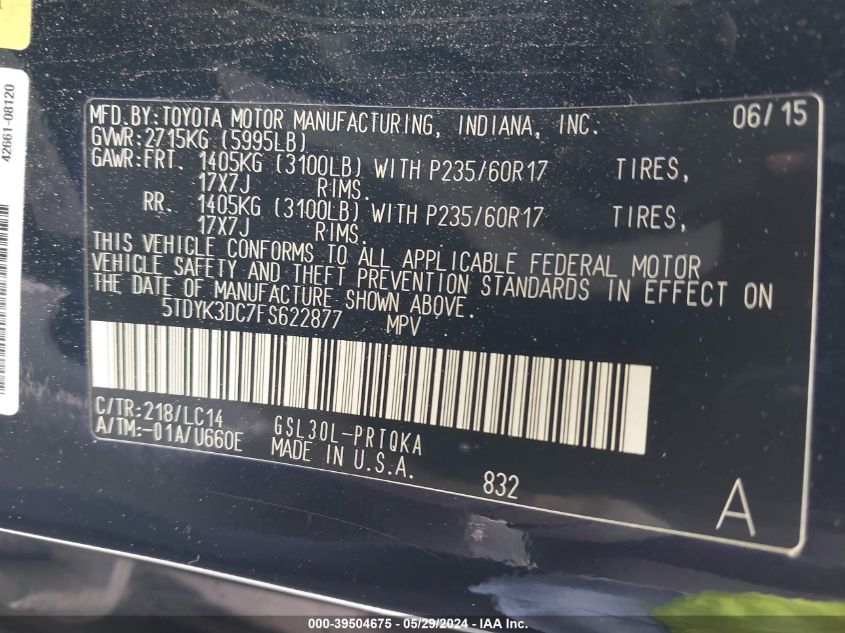 42661-08120
MFD.BY:TOYOTA MOTOR MANUFACTURING, INDIANA, INC. 06/15
GVWR:2715KG (5995LB)
GAWR:FRT. 1405KG (3100LB) WITH P235/60R17 TIRES,
17X7J RIMS.
RR. 1405KG (3100LB) WITH P235/60R17 TIRES,
17X7J RIMS.
THIS VEHICLE CONFORMS TO ALL APPLICABLE FEDERAL MOTOR
VEHICLE SAFETY AND THEFT PREVENTION STANDARDS IN EFFECT ON
THE DATE OF MANUFACTURE SHOWN ABOVE.
5TDYK3DC7FS622877 MPV
C/TR:218/LC14 GSL30L-PRTQKA
A/TM:-01A/U660E MADE IN U.S.A.
832
A
000-39504675 - 05/29/2024 - IAA Inc.